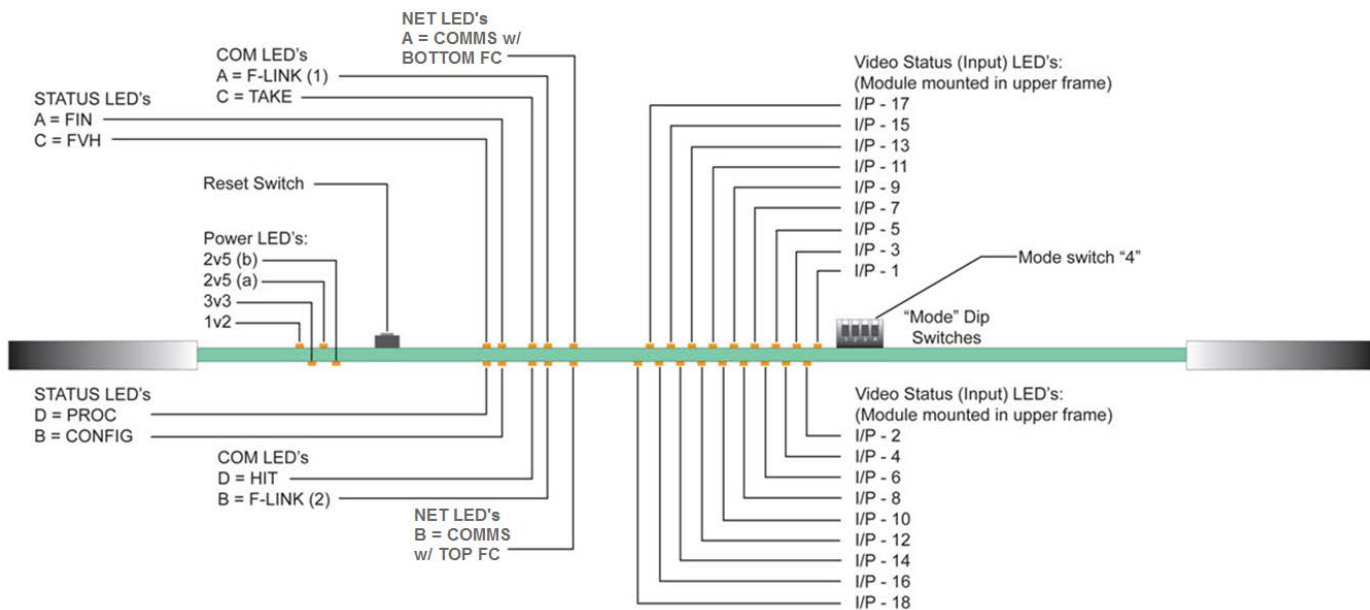 NET LED's
A = COMMS w/
BOTTOM FC
COM LED's
A = F-LINK (1)
C = TAKE
STATUS LED's
A = FIN
C = FVH
Reset Switch
Power LED's:
2v5 (b)
2v5 (a)
3v3
1v2
Video Status (Input) LED's:
(Module mounted in upper frame)
I/P - 17
I/P - 15
I/P - 13
I/P - 11
I/P - 9
I/P - 7
I/P - 5
I/P - 3
I/P - 1
Mode switch “4”
“Mode” Dip
Switches
1 2 3 4
STATUS LED's
D = PROC
B = CONFIG
COM LED's
D = HIT
B = F-LINK (2)
NET LED's
B = COMMS
w/ TOP FC
Video Status (Input) LED's:
(Module mounted in upper frame)
I/P - 2
I/P - 4
I/P - 6
I/P - 8
I/P - 10
I/P - 12
I/P - 14
I/P - 16
I/P - 18